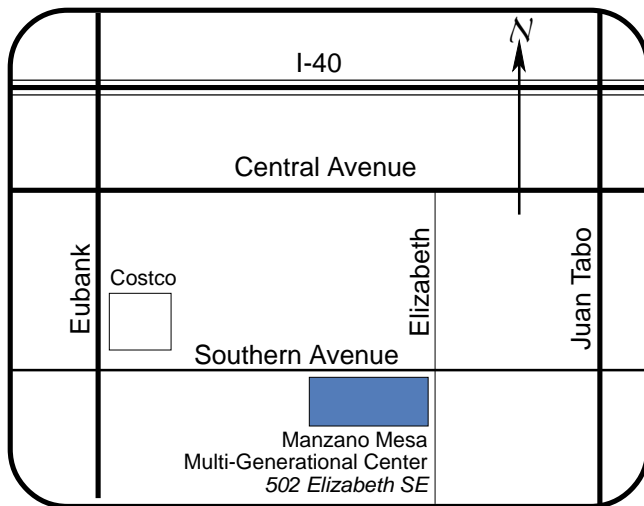 N
I-40
Central Avenue
Eubank
Costco
Elizabeth
Juan Tabo
Southern Avenue
Manzano Mesa
Multi-Generational Center
502 Elizabeth SE